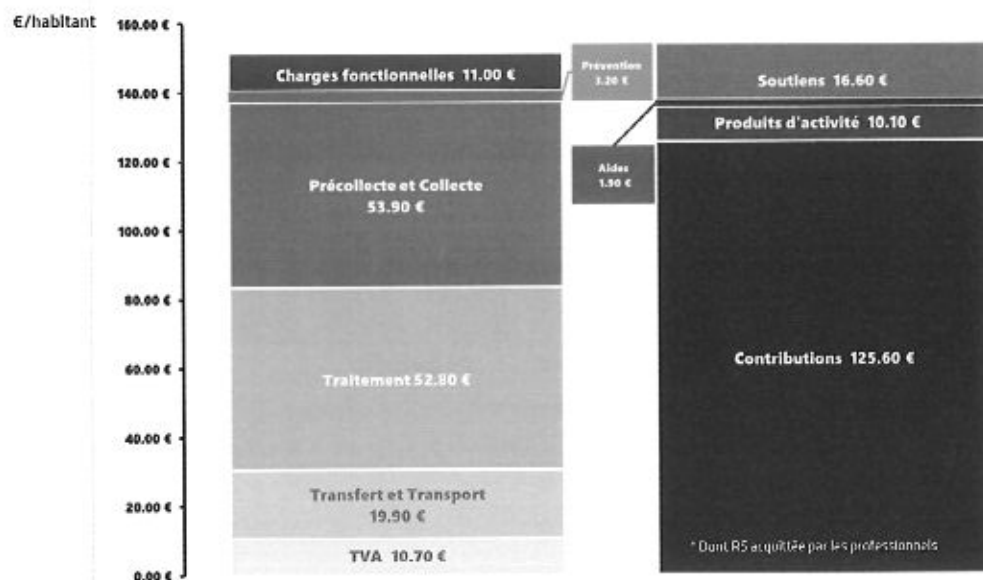 €/habitant
160.00 €
140.00 €
120.00 €
100.00 €
80.00 €
60.00 €
40.00 €
20.00 €
0.00 €
Charges fonctionnelles 11.00 €
Précollecte et Collecte
53.90 €
Traitement 52.80 €
Transfert et Transport
19.90 €
TVA 10.70 €
Prévention
3.20 €
Aides
1.90 €
Soutiens 16.60 €
Produits d'activité 10.10 €
Contributions 125.60 €
* Dont RS acquittée par les professionnels